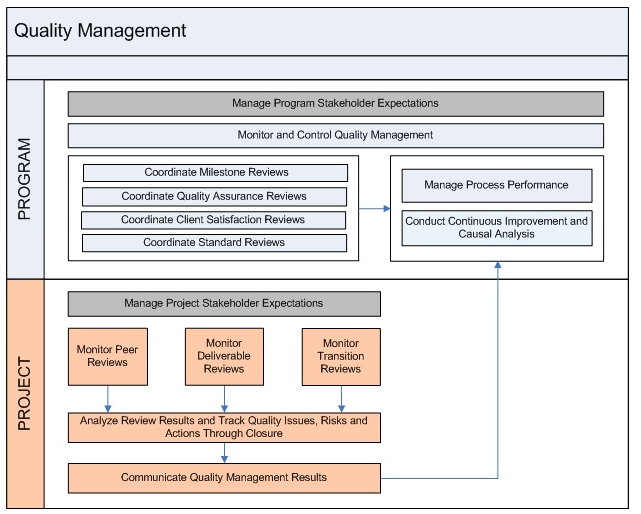 Quality Management
PROGRAM
Manage Program Stakeholder Expectations
Monitor and Control Quality Management
Coordinate Milestone Reviews
Coordinate Quality Assurance Reviews
Coordinate Client Satisfaction Reviews
Coordinate Standard Reviews
Manage Process Performance
Conduct Continuous Improvement and
Causal Analysis
PROJECT
Manage Project Stakeholder Expectations
Monitor Peer
Reviews
Monitor
Deliverable
Reviews
Monitor
Transition
Reviews
Analyze Review Results and Track Quality Issues, Risks and
Actions Through Closure
Communicate Quality Management Results